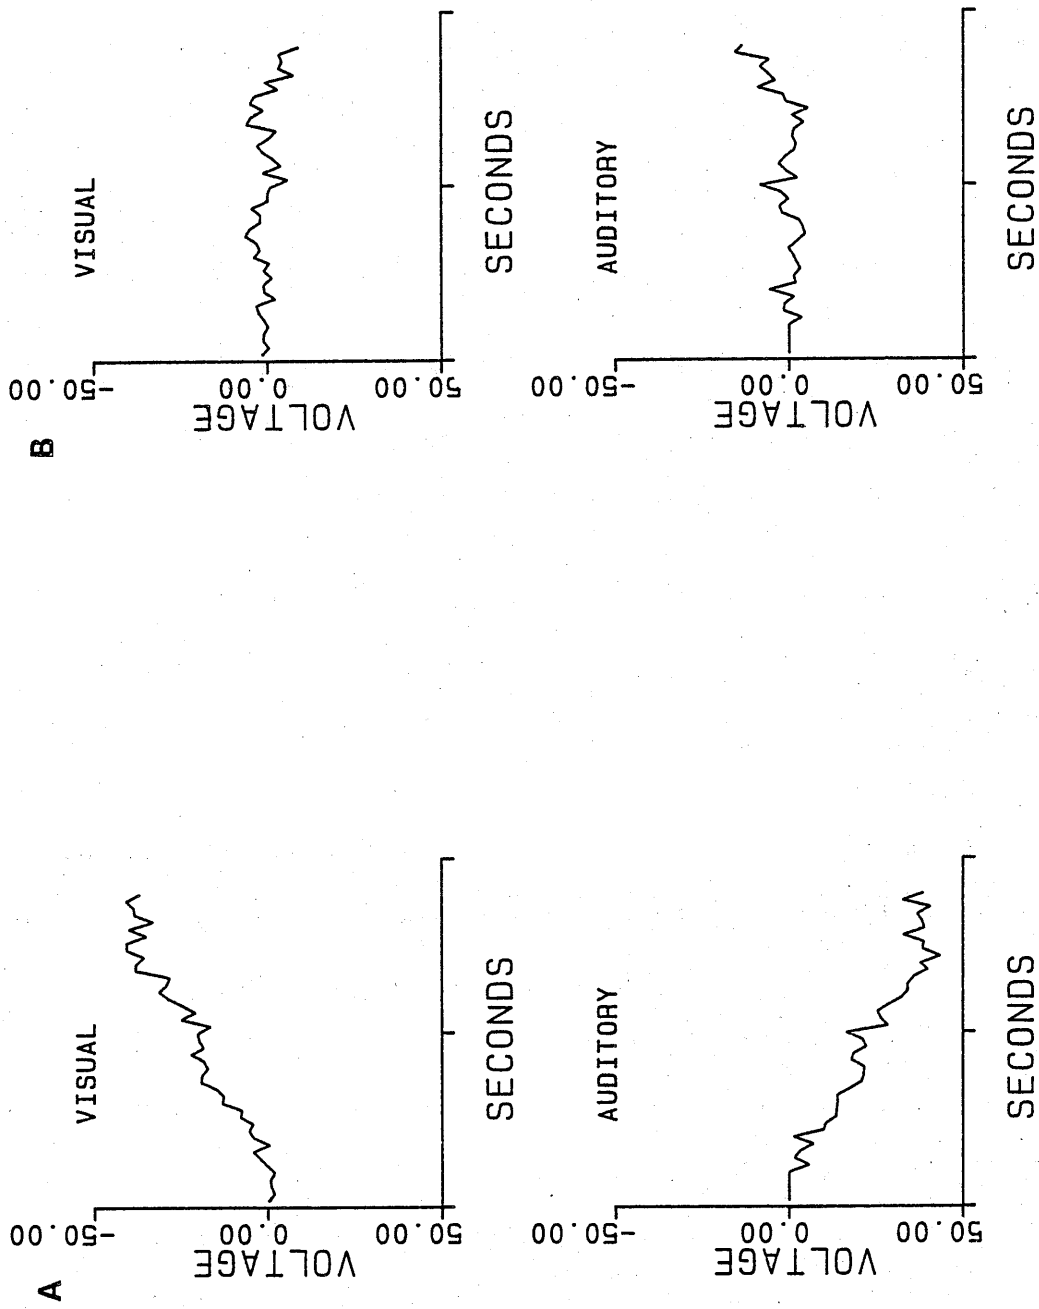 A
VISUAL
-50.00
0.00
50.00
VOLTAGE
SECONDS
AUDITORY
-50.00
0.00
50.00
VOLTAGE
SECONDS
B
VISUAL
-50.00
0.00
50.00
VOLTAGE
SECONDS
AUDITORY
-50.00
0.00
50.00
VOLTAGE
SECONDS